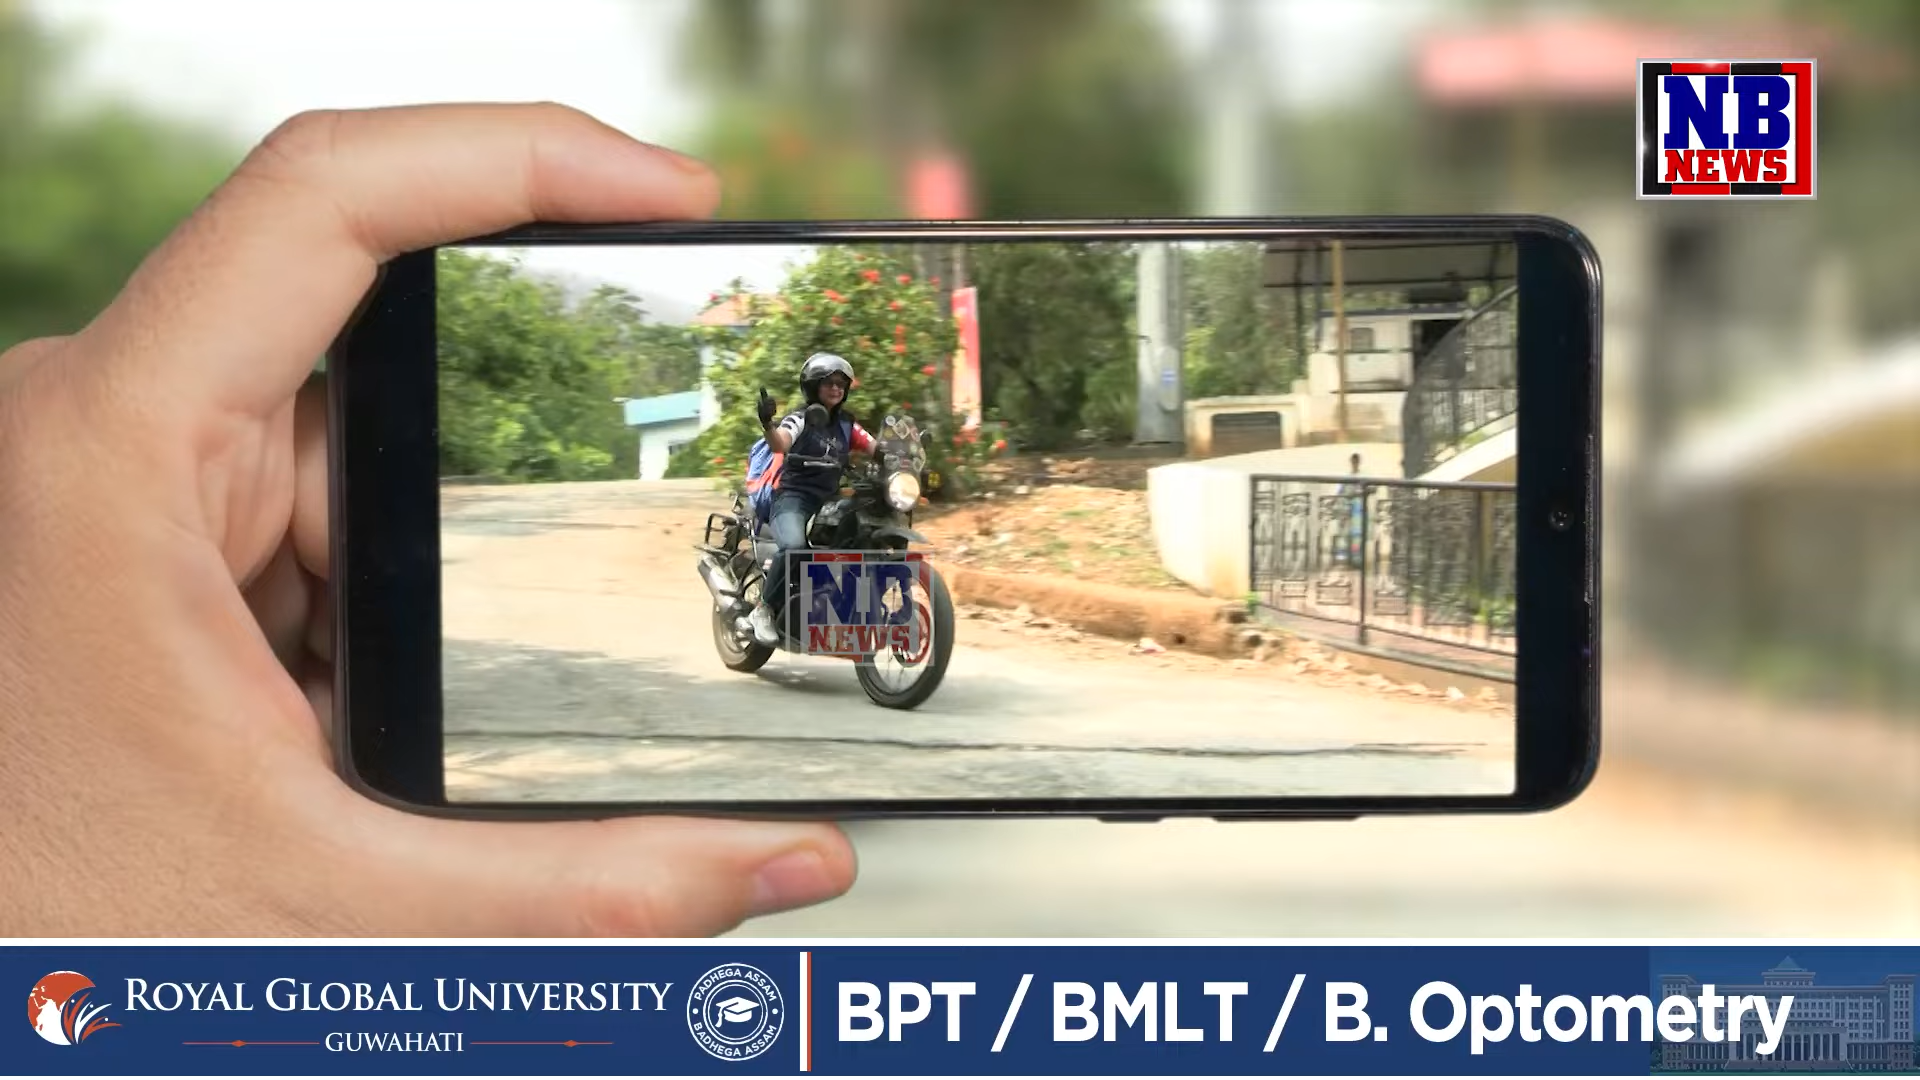 NB
NEWS
NB
NEWS
ROYAL GLOBAL UNIVERSITY
GUWAHATI
PADHEGA ASSAM
BADHEGA ASSAM
BPT / BMLT / B. Optometry